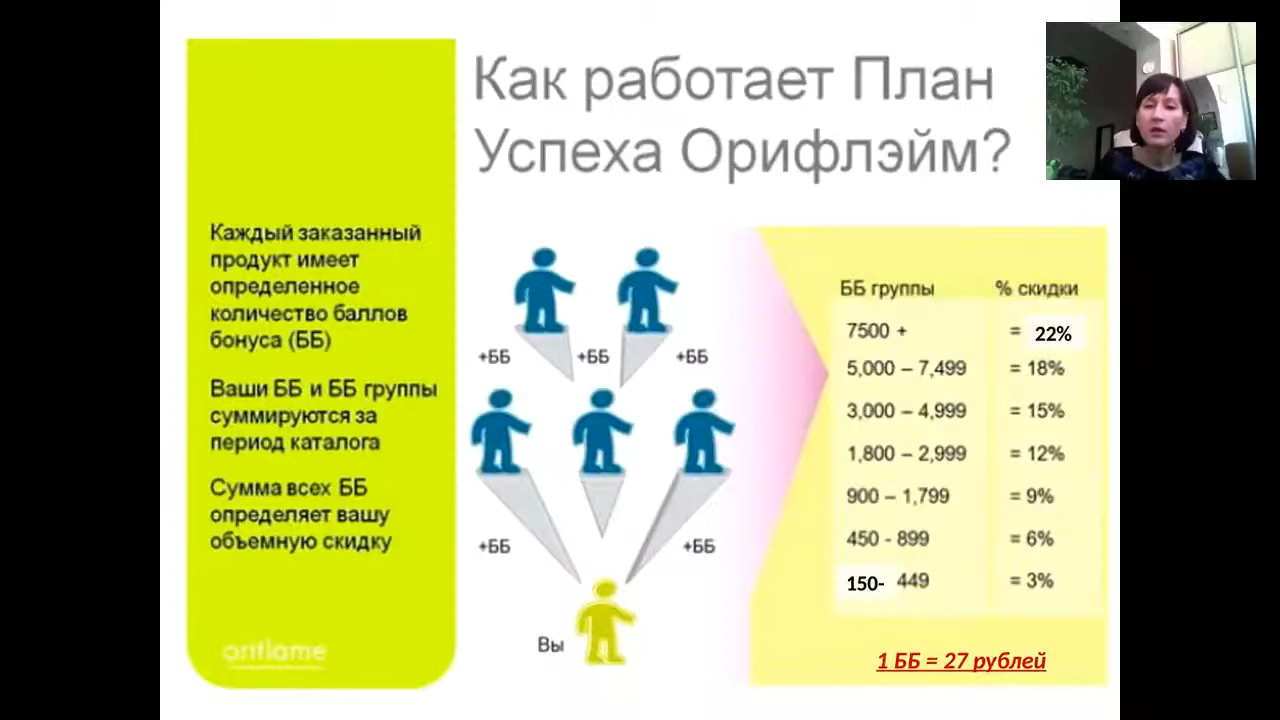 Как работает План
Успеха Орифлэйм?
Каждый заказанный
продукт имеет
определенное
количество баллов
бонуса (ББ)
Ваши ББ и ББ группы
суммируются за
период каталога
Сумма всех ББ
определяет вашу
объемную скидку
oriflame
+ББ +ББ +ББ
+ББ +ББ
Вы
ББ группы % скидки
7500 + = 22%
5,000 – 7,499 = 18%
3,000 – 4,999 = 15%
1,800 – 2,999 = 12%
900 – 1,799 = 9%
450 - 899 = 6%
150- 449 = 3%
1 ББ = 27 рублей